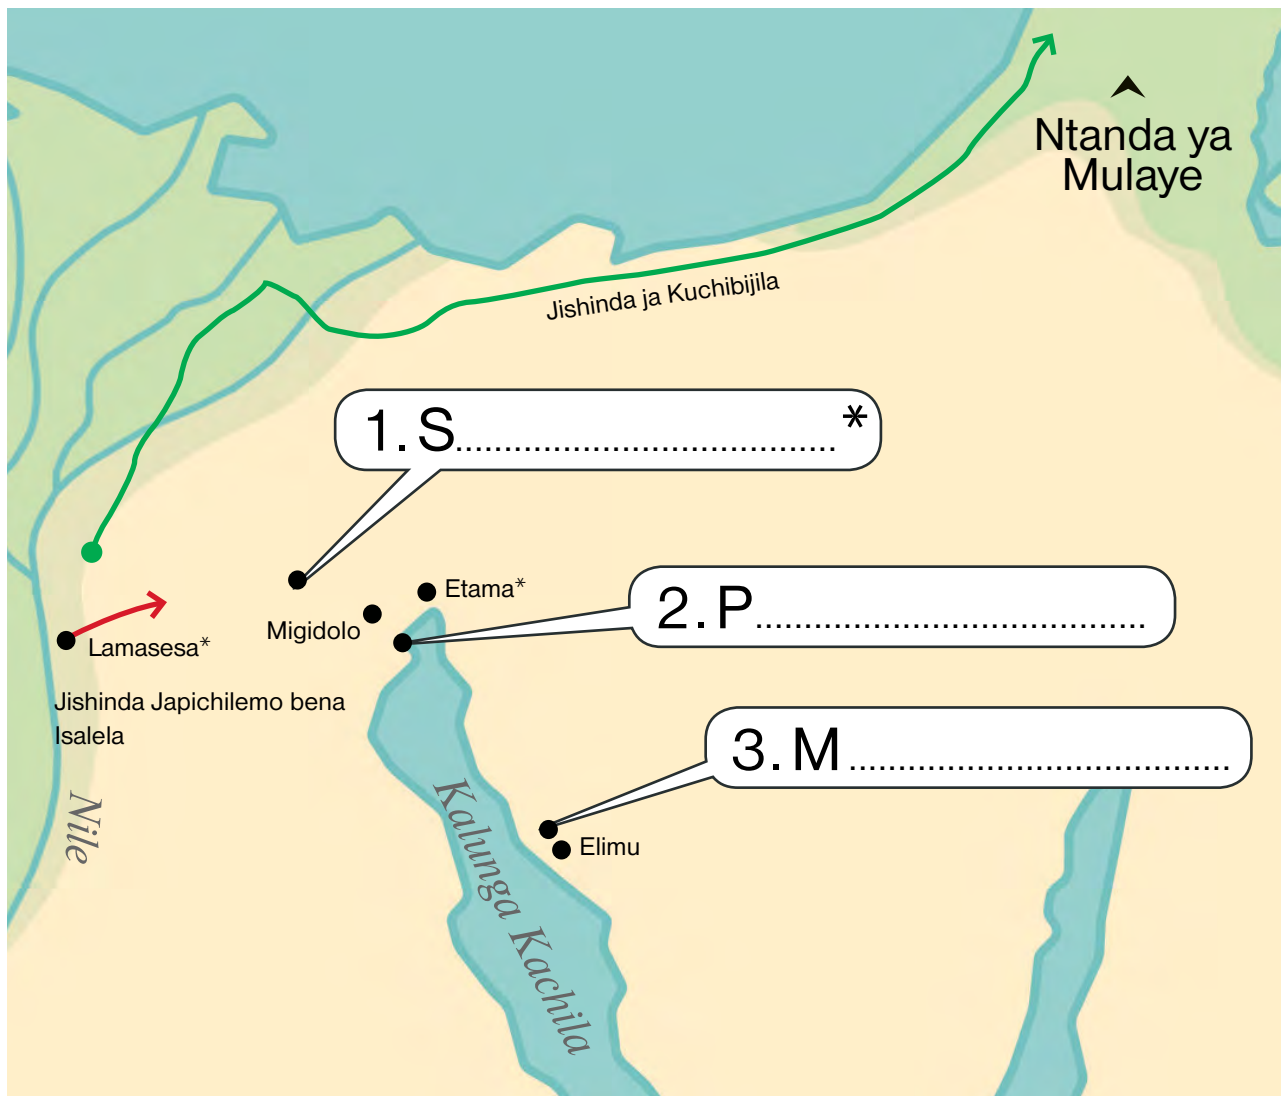 Ntanda ya
Mulaye
Jishinda ja Kuchibijila
1. S......................................*
Etama*
2. P.......................................
Migidolo
Lamasesa*
Jishinda Japichilemo bena
Isalela
3. M......................................
Nile
Kalunga Kachila
Elimu